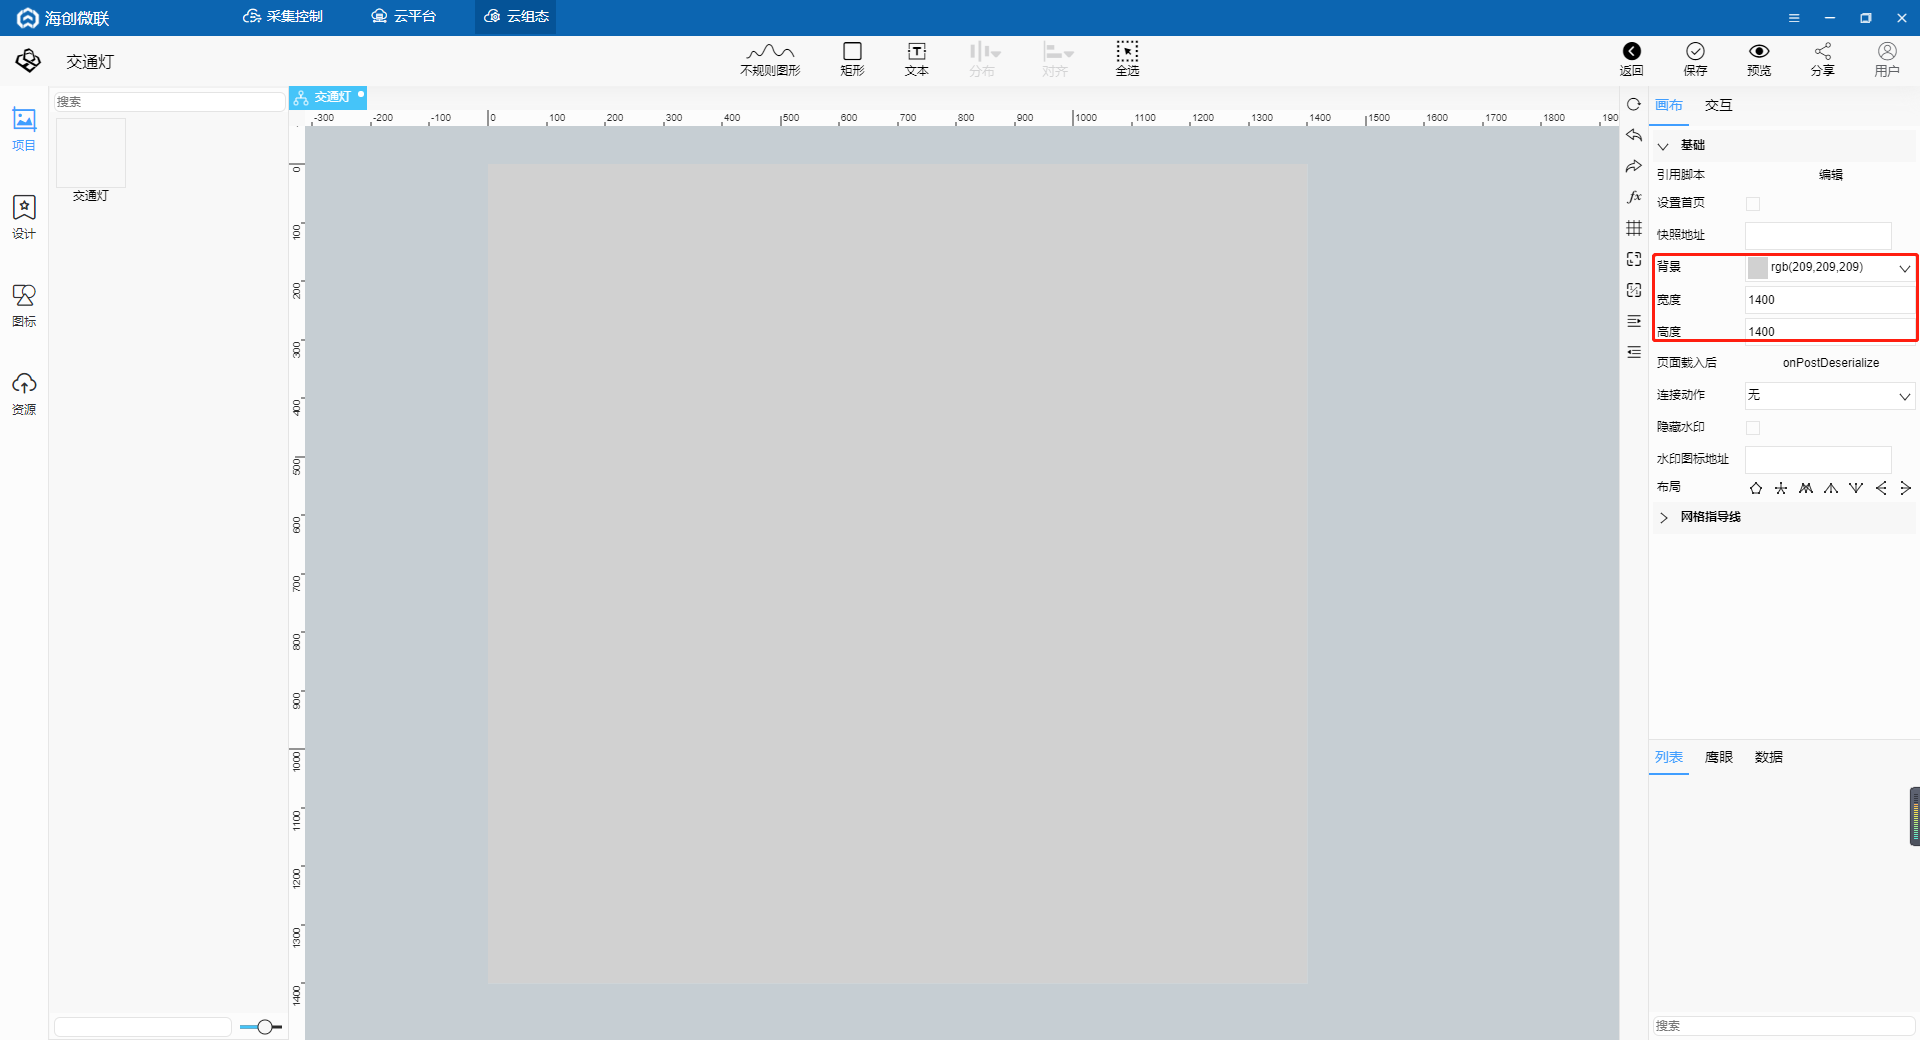 海创微联
采集控制
云平台
云组态
交通灯
不规则图形
矩形
文本
分布
对齐
全选
返回
保存
预览
分享
用户
项目
设计
图标
资源
搜索
交通灯
交通灯
-300 -200 -100 0 100 200 300 400 500 600 700 800 900 1000 1100 1200 1300 1400 1500 1600 1700 1800 190
0
100
200
300
400
500
600
700
800
900
1000
1100
1200
1300
1400
fx
画布
交互
基础
引用脚本 编辑
设置首页
快照地址
背景 rgb(209,209,209)
宽度 1400
高度 1400
页面载入后 onPostDeserialize
连接动作 无
隐藏水印
水印图标地址
布局
网格指导线
列表
鹰眼
数据
搜索